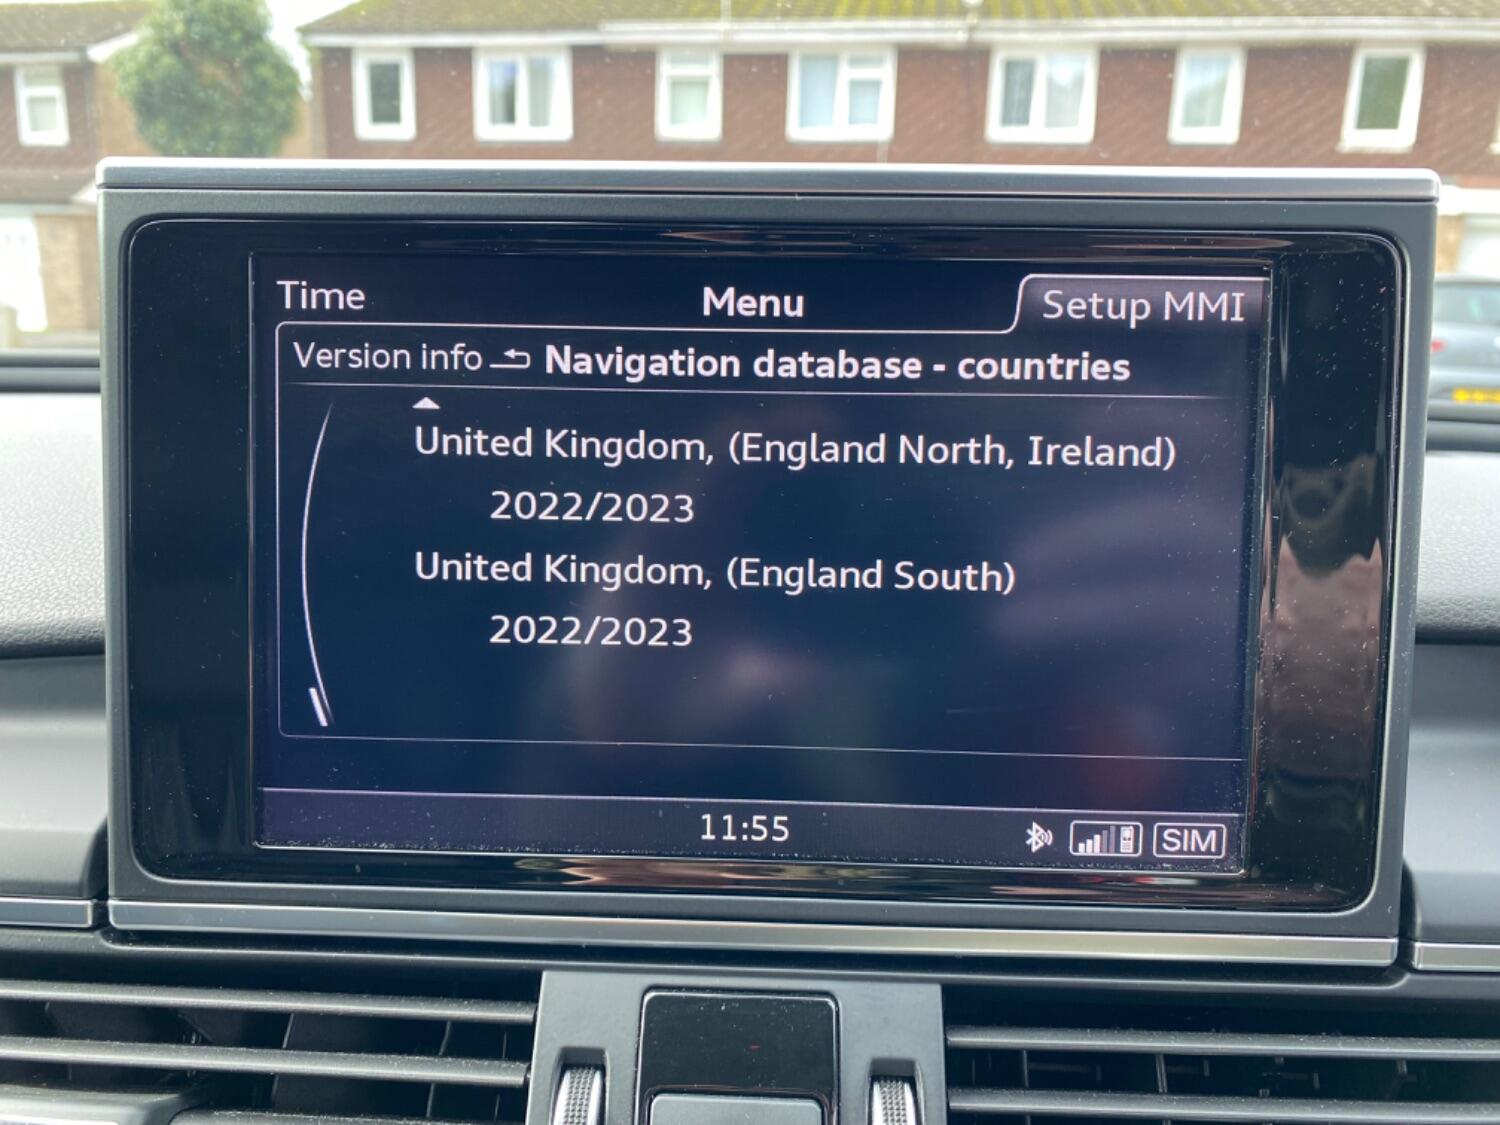 Time Menu Setup MMI
Version info Navigation database - countries
United Kingdom, (England North, Ireland)
2022/2023
United Kingdom, (England South)
2022/2023
11:55 SIM